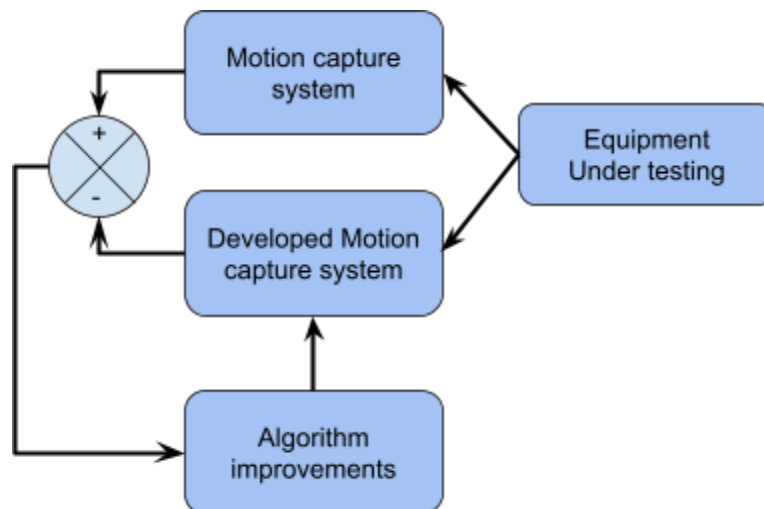 Motion capture
system
Equipment
Under testing
+
-
Developed Motion
capture system
Algorithm
improvements